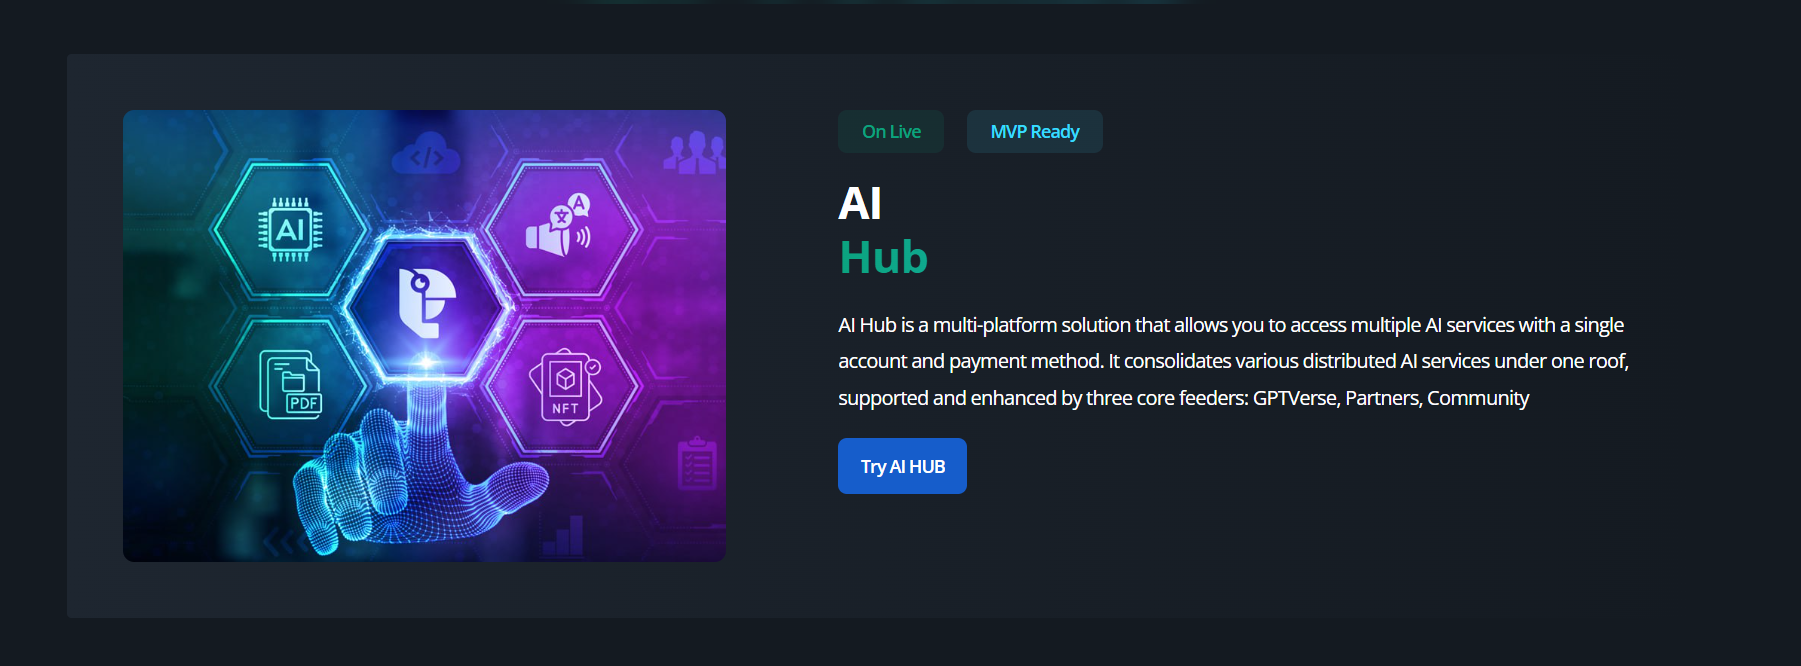 </>
AI
文A
PDF
NFT
On Live
MVP Ready
AI
Hub
AI Hub is a multi-platform solution that allows you to access multiple AI services with a single
account and payment method. It consolidates various distributed AI services under one roof,
supported and enhanced by three core feeders: GPTVerse, Partners, Community
Try AI HUB